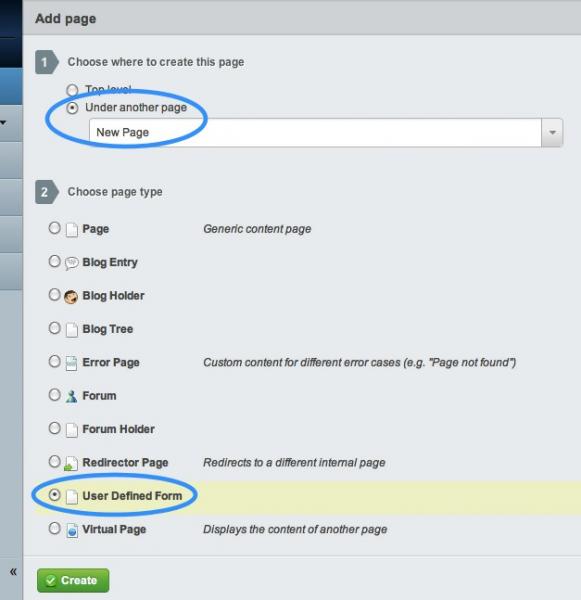 Add page
1 Choose where to create this page
Top level
Under another page
New Page
2 Choose page type
Page Generic content page
Blog Entry
Blog Holder
Blog Tree
Error Page Custom content for different error cases (e.g. "Page not found")
Forum
Forum Holder
Redirector Page Redirects to a different internal page
User Defined Form
Virtual Page Displays the content of another page
« Create